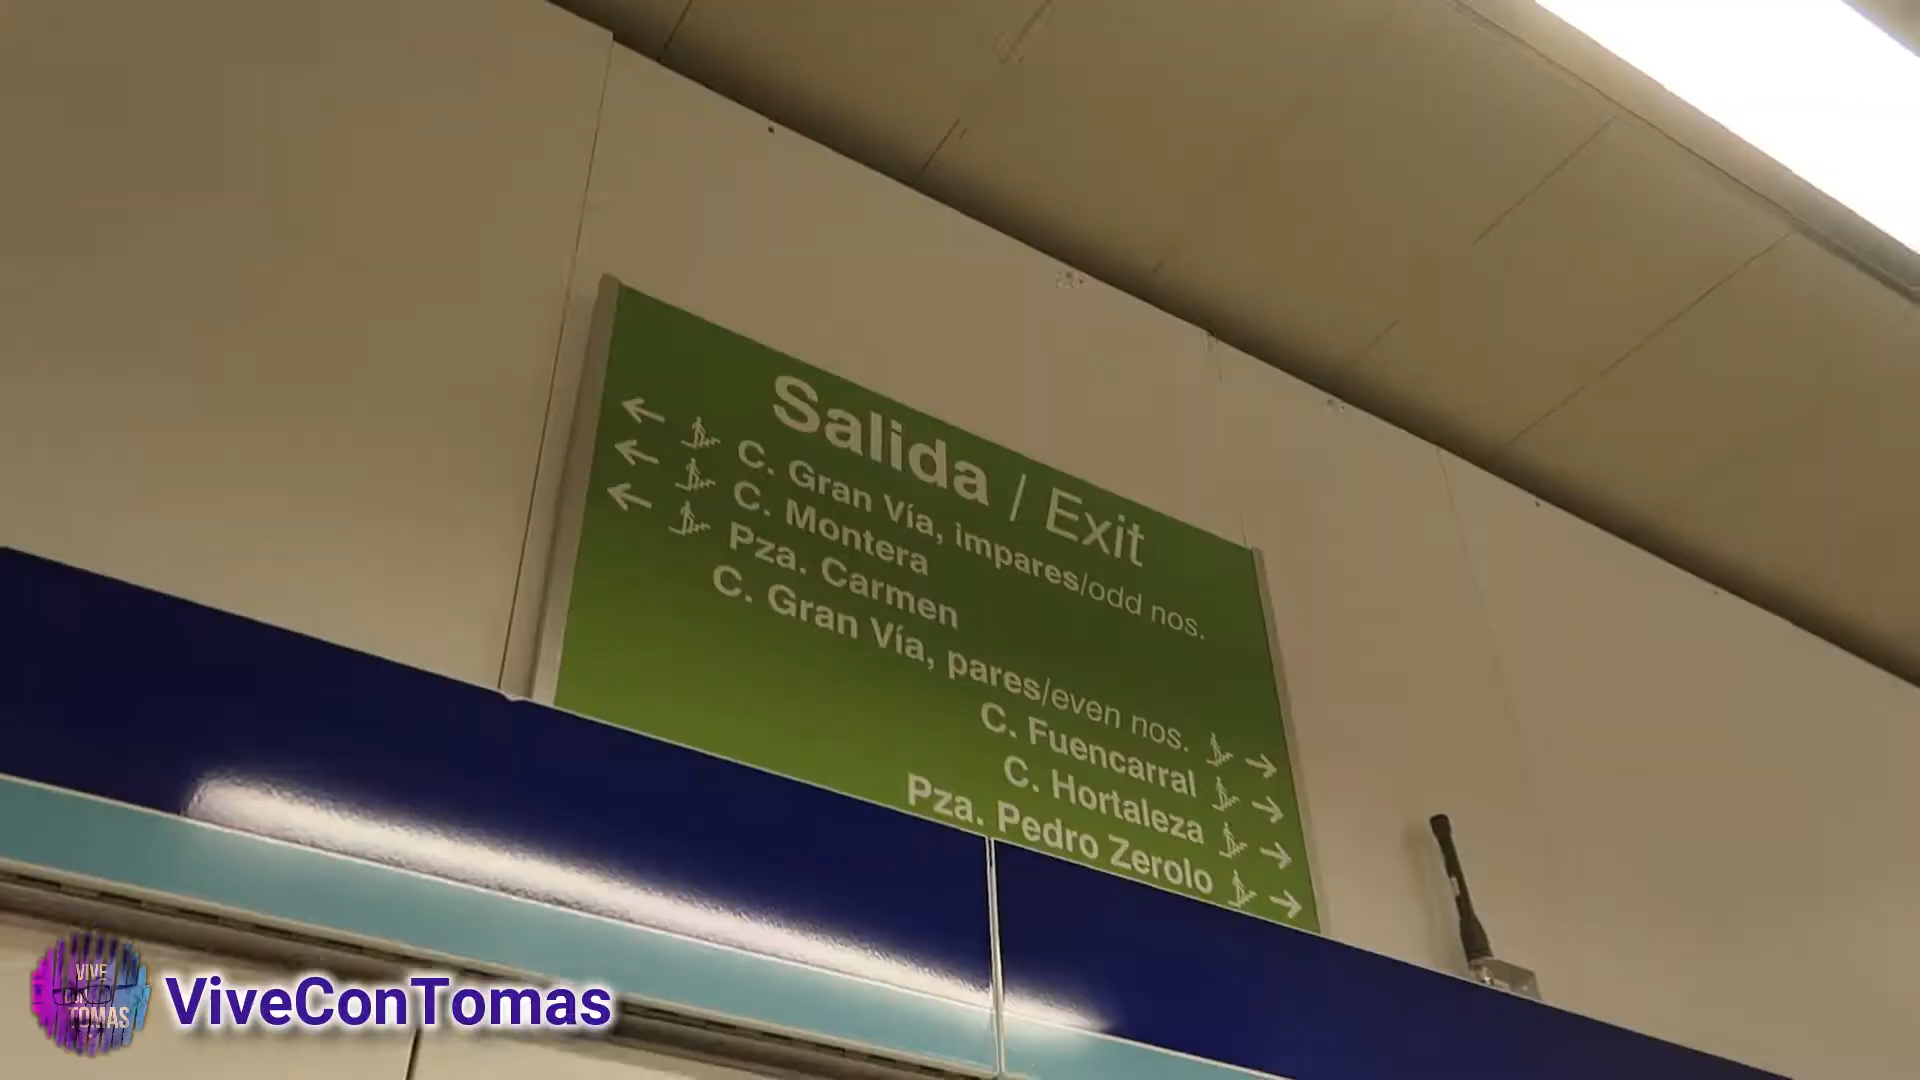 Salida / Exit
C. Gran Vía, impares/odd nos.
C. Montera
Pza. Carmen
C. Gran Vía, pares/even nos.
C. Fuencarral
C. Hortaleza
Pza. Pedro Zerolo
VIVE
CON
TOMAS
ViveConTomas